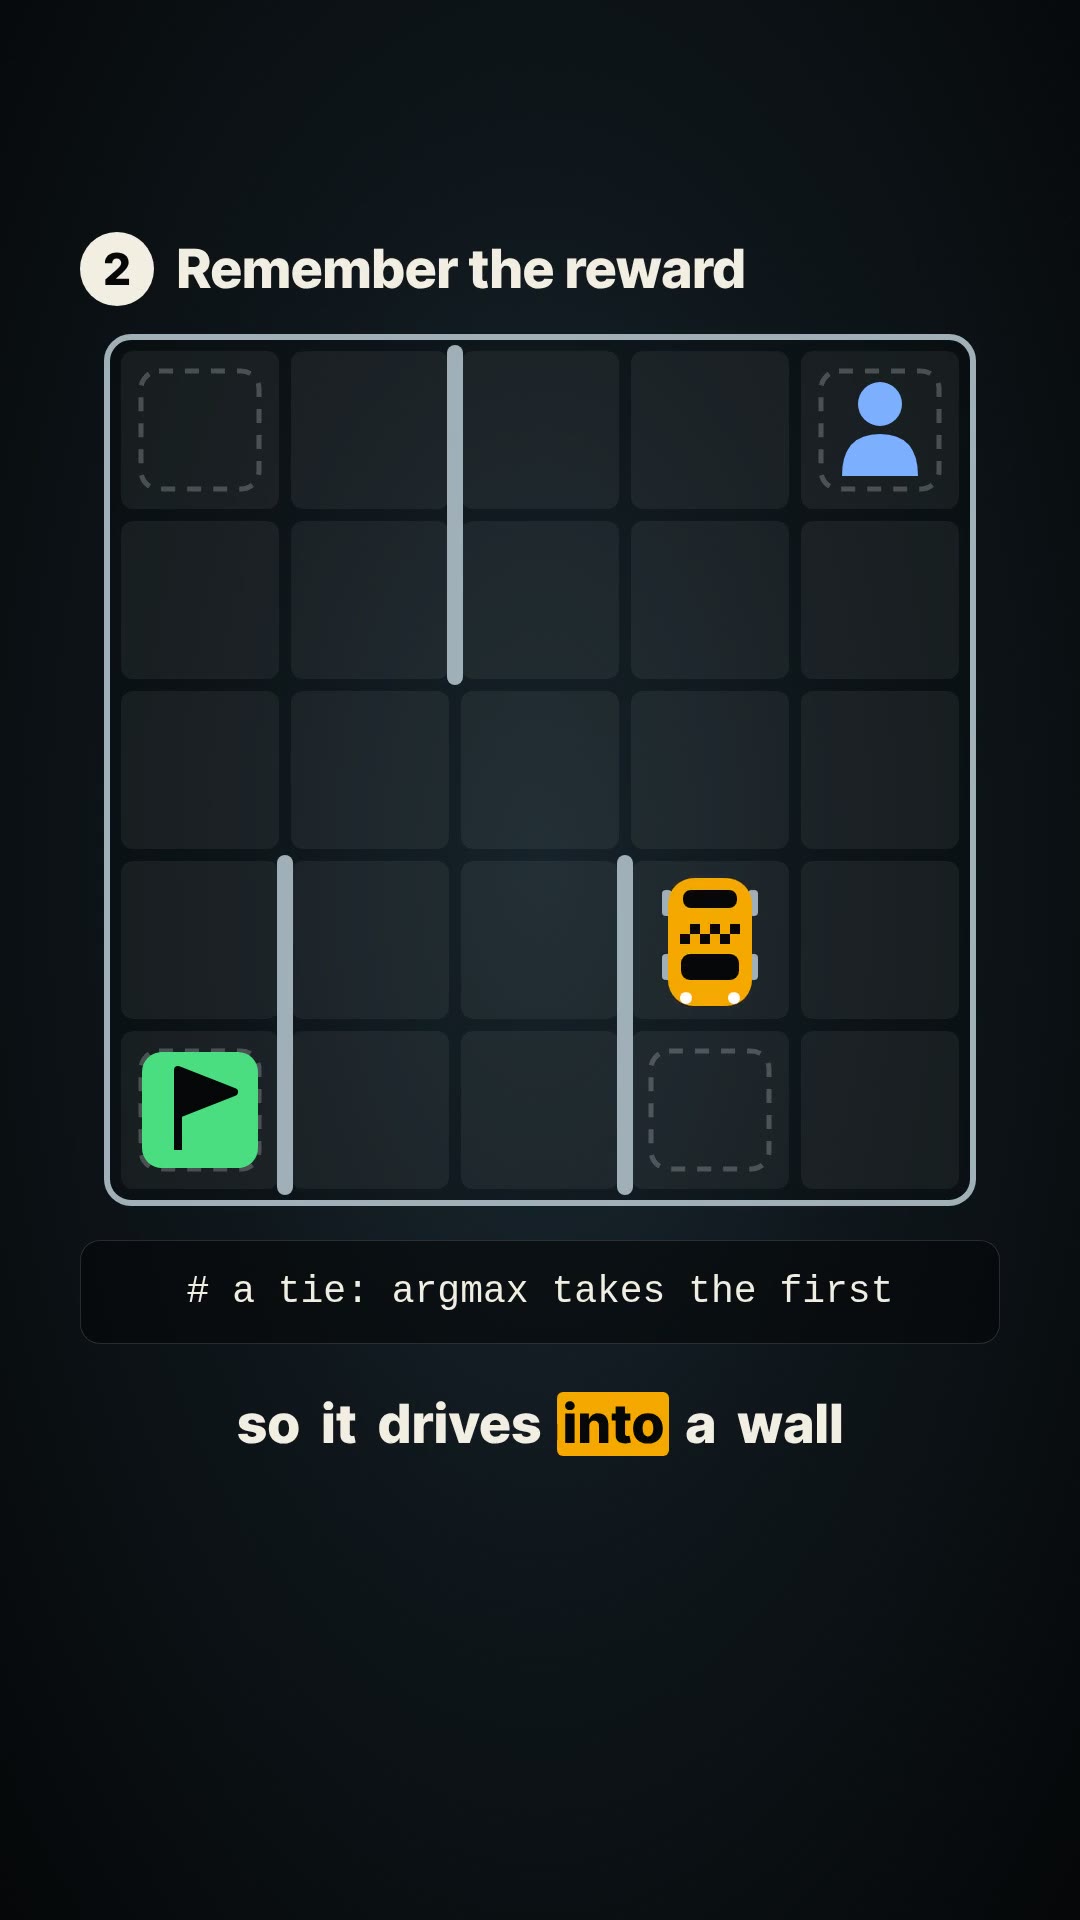 2 Remember the reward
# a tie: argmax takes the first
so it drives into a wall